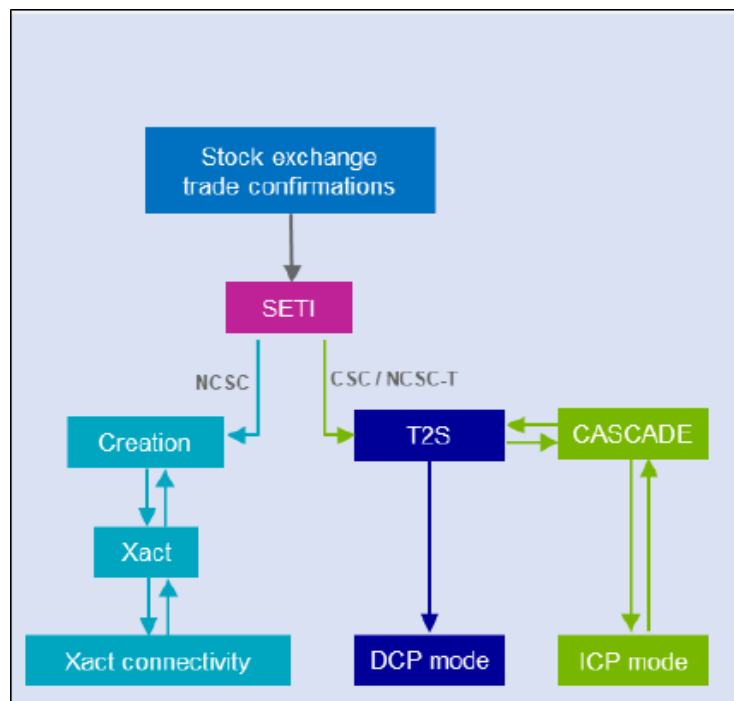 Stock exchange
trade confirmations
SETI
NCSC
CSC / NCSC-T
Creation
T2S
CASCADE
Xact
Xact connectivity
DCP mode
ICP mode